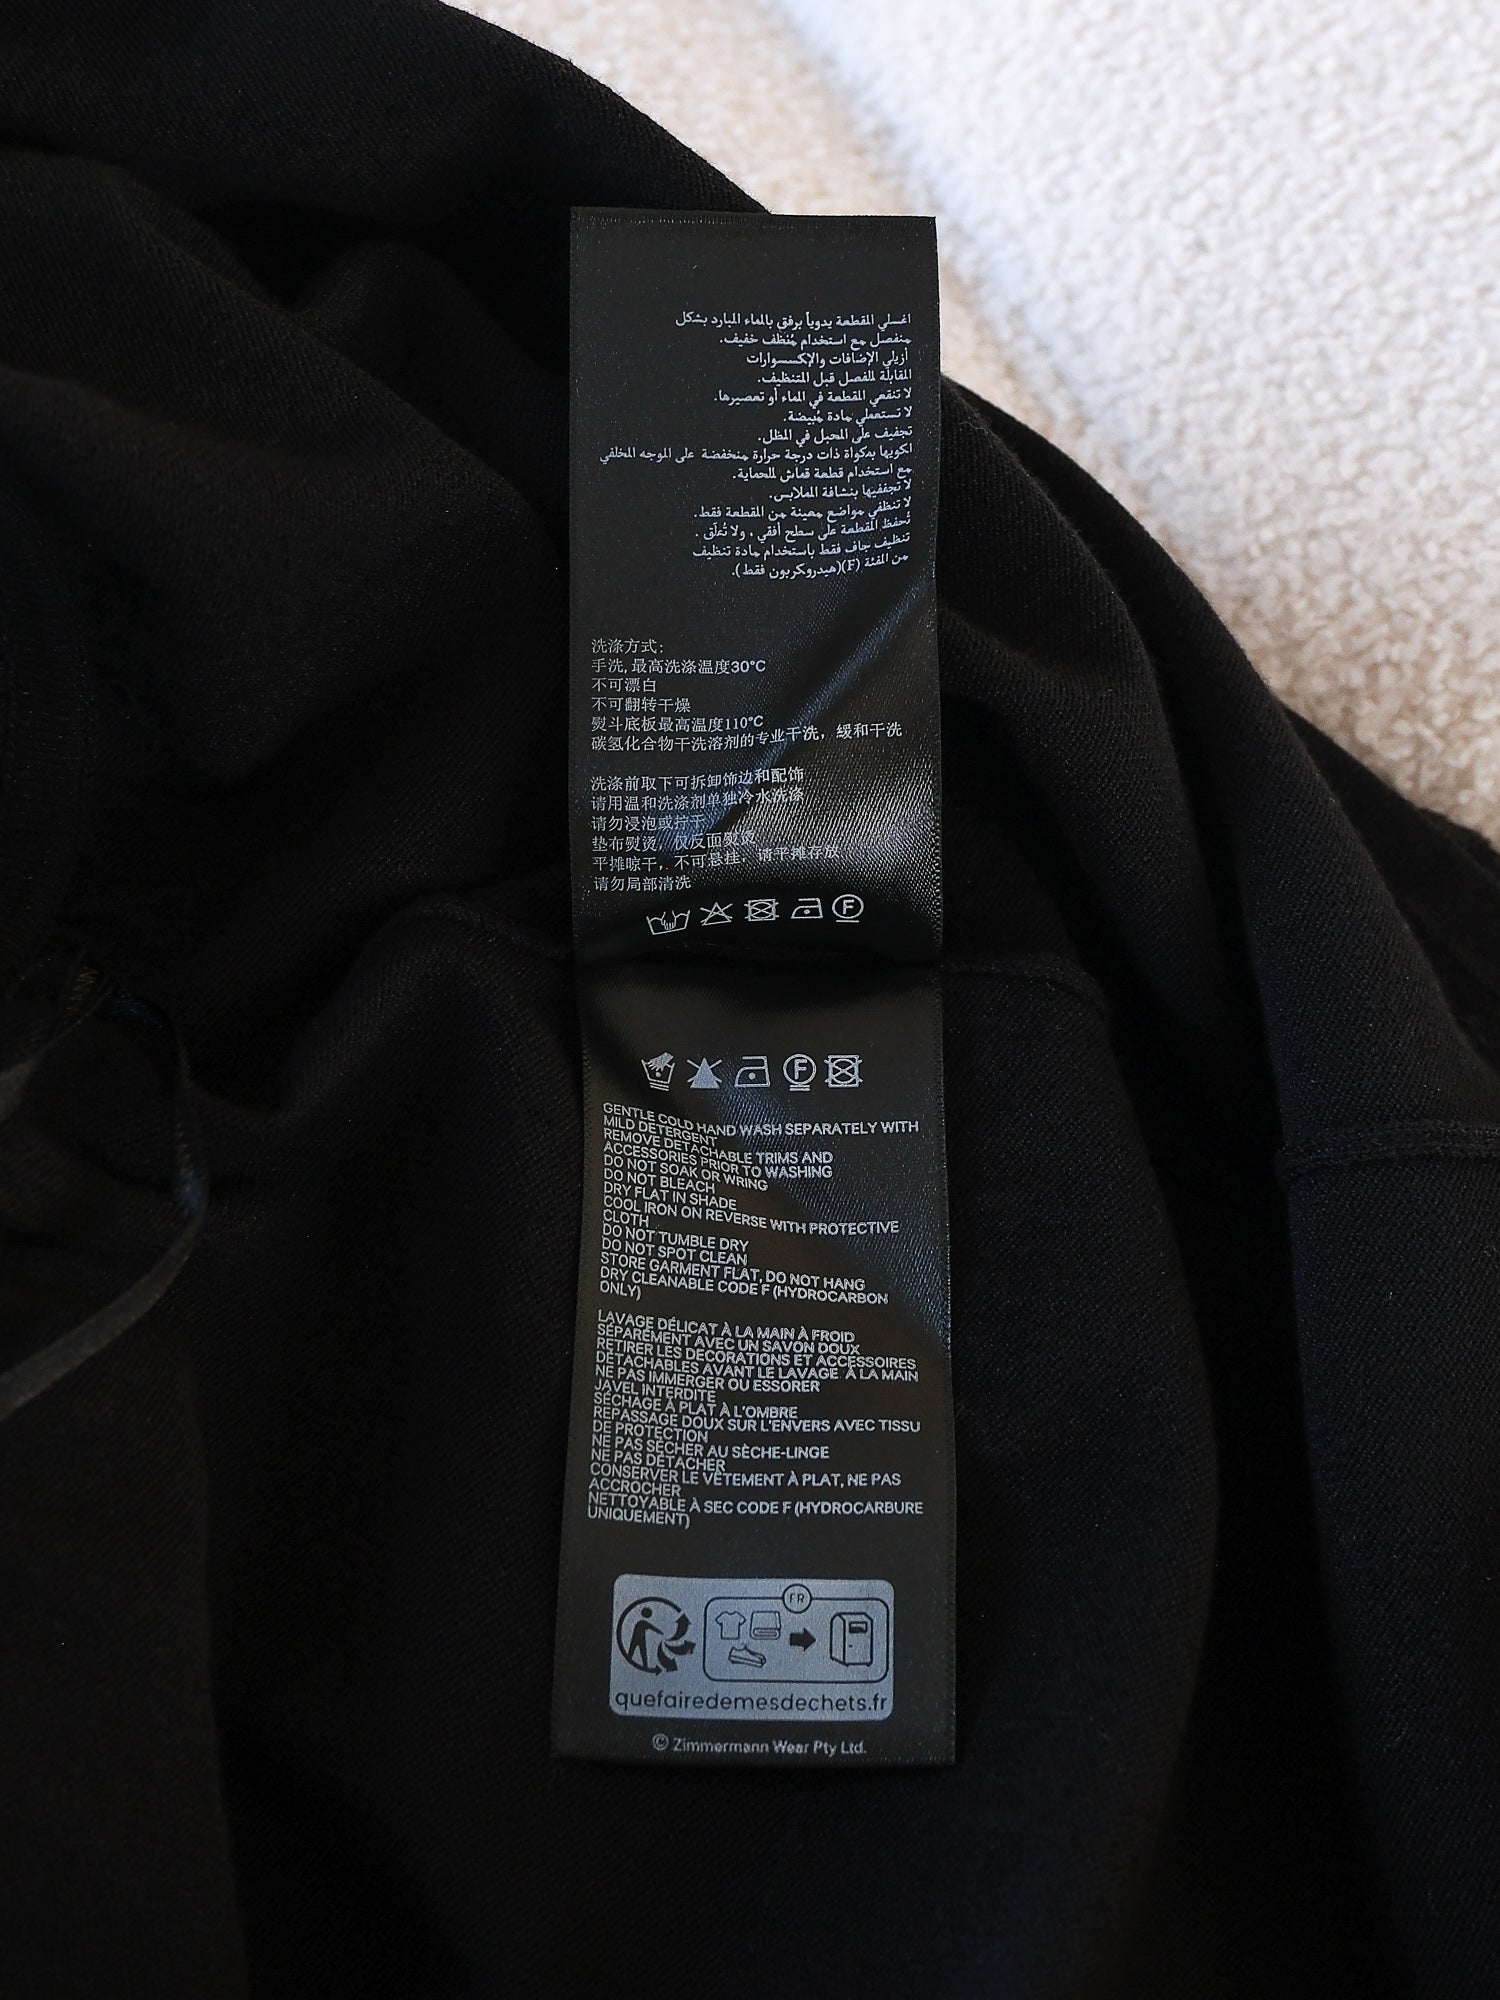 اغسلي القطعة يدوياً برفق بالماء البارد بشكل
منفصل مع استخدام مُنظف خفيف.
أزيلي الإضافات والإكسسوارات
القابلة للفصل قبل التنظيف.
لا تنقعي القطعة في الماء أو تعصيرها.
لا تستعملي مادة مُبيضة.
تجفيف على الحبل في الظل.
اكويها بمكواة ذات درجة حرارة منخفضة على الوجه الخلفي
مع استخدام قطعة قماش للحماية.
لا تجففيها بنشافة الملابس.
لا تنظفي مواضع معينة من القطعة فقط.
تُحفظ القطعة على سطح أفقي، ولا تُعلّق.
تنظيف جاف فقط باستخدام مادة تنظيف
من الفئة (F)(هيدروكربون فقط).
洗涤方式:
手洗,最高洗涤温度30°C
不可漂白
不可翻转干燥
熨斗底板最高温度110°C
碳氢化合物干洗溶剂的专业干洗，缓和干洗
洗涤前取下可拆卸饰边和配饰
请用温和洗涤剂单独冷水洗涤
请勿浸泡或拧干
垫布熨烫，仅反面熨烫
平摊晾干，不可悬挂，请平摊存放
请勿局部清洗
F
F
GENTLE COLD HAND WASH SEPARATELY WITH
MILD DETERGENT
REMOVE DETACHABLE TRIMS AND
ACCESSORIES PRIOR TO WASHING
DO NOT SOAK OR WRING
DO NOT BLEACH
DRY FLAT IN SHADE
COOL IRON ON REVERSE WITH PROTECTIVE
CLOTH
DO NOT TUMBLE DRY
DO NOT SPOT CLEAN
STORE GARMENT FLAT, DO NOT HANG
DRY CLEANABLE CODE F (HYDROCARBON
ONLY)
LAVAGE DÉLICAT À LA MAIN À FROID
SÉPARÉMENT AVEC UN SAVON DOUX
RETIRER LES DÉCORATIONS ET ACCESSOIRES
DÉTACHABLES AVANT LE LAVAGE À LA MAIN
NE PAS IMMERGER OU ESSORER
JAVEL INTERDITE
SÉCHAGE À PLAT À L'OMBRE
REPASSAGE DOUX SUR L'ENVERS AVEC TISSU
DE PROTECTION
NE PAS SÉCHER AU SÈCHE-LINGE
NE PAS DÉTACHER
CONSERVER LE VÊTEMENT À PLAT, NE PAS
ACCROCHER
NETTOYABLE À SEC CODE F (HYDROCARBURE
UNIQUEMENT)
FR
quefairedemesdechets.fr
© Zimmermann Wear Pty Ltd.